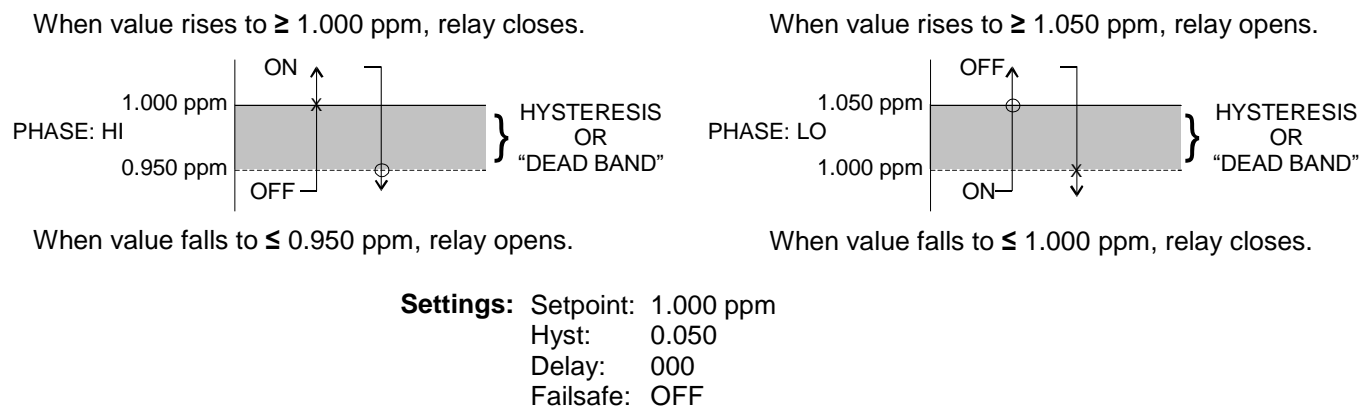 When value rises to ≥ 1.000 ppm, relay closes.
ON
1.000 ppm
X
PHASE: HI
0.950 ppm
OFF
HYSTERESIS
OR
“DEAD BAND”
When value falls to ≤ 0.950 ppm, relay opens.
When value rises to ≥ 1.050 ppm, relay opens.
OFF
1.050 ppm
PHASE: LO
1.000 ppm
X
ON
HYSTERESIS
OR
“DEAD BAND”
When value falls to ≤ 1.000 ppm, relay closes.
Settings: Setpoint: 1.000 ppm
Hyst: 0.050
Delay: 000
Failsafe: OFF